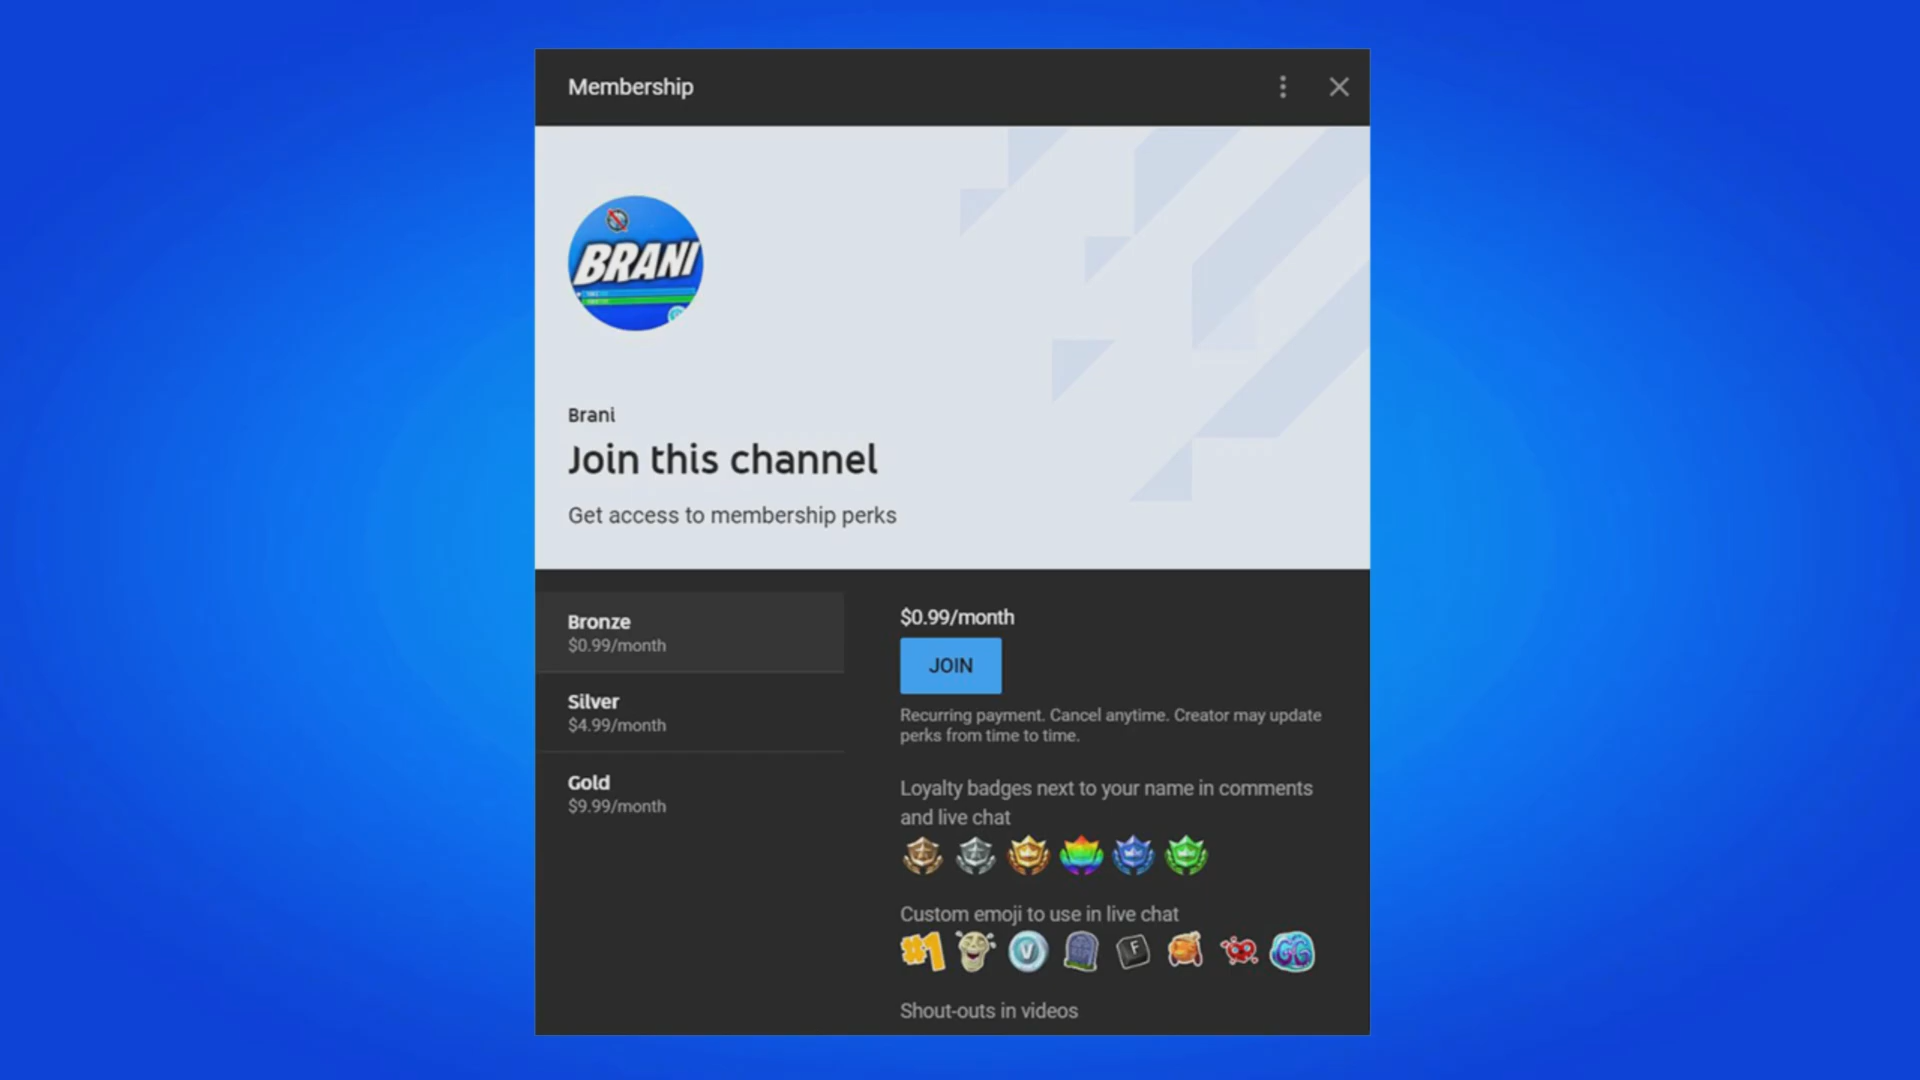 Membership
BRANI
Brani
Join this channel
Get access to membership perks
Bronze
$0.99/month
Silver
$4.99/month
Gold
$9.99/month
$0.99/month
JOIN
Recurring payment. Cancel anytime. Creator may update
perks from time to time.
Loyalty badges next to your name in comments
and live chat
Custom emoji to use in live chat
#1
V
F
GG
Shout-outs in videos